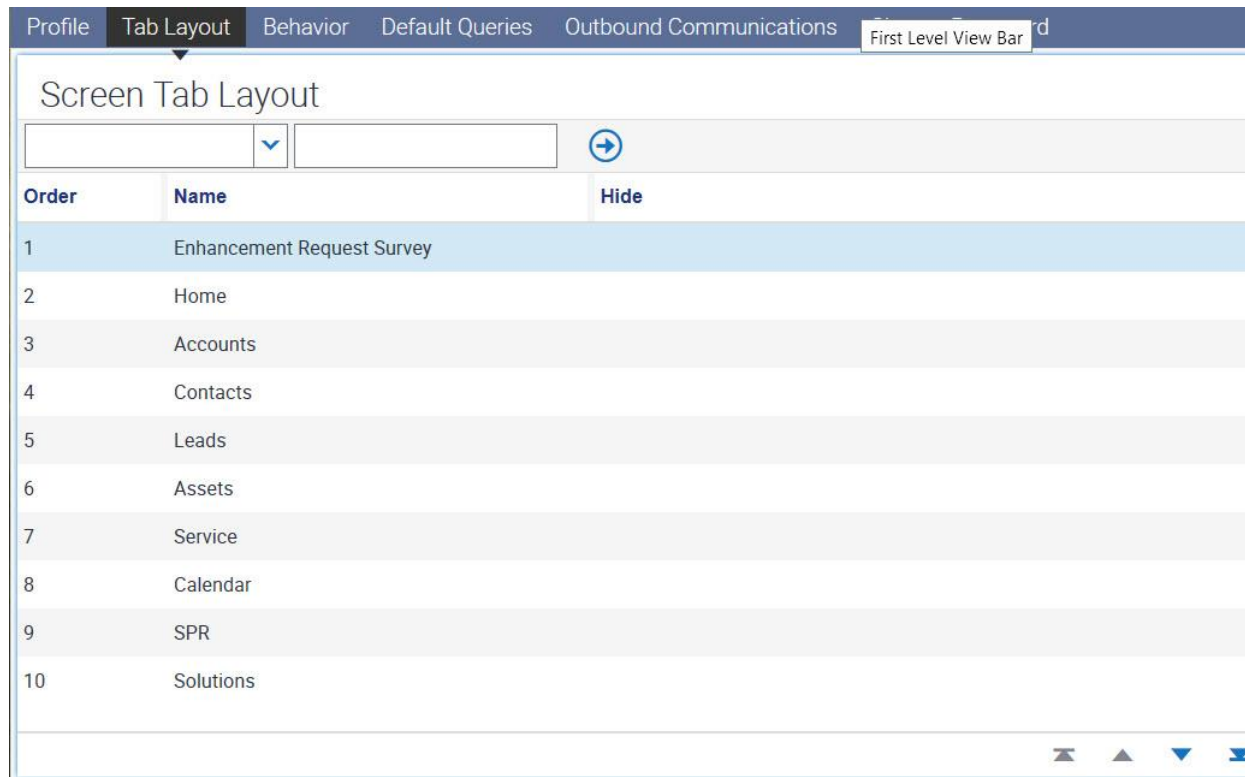 Profile Tab Layout Behavior Default Queries Outbound Communications First Level View Bar
Screen Tab Layout
Order Name Hide
1 Enhancement Request Survey
2 Home
3 Accounts
4 Contacts
5 Leads
6 Assets
7 Service
8 Calendar
9 SPR
10 Solutions